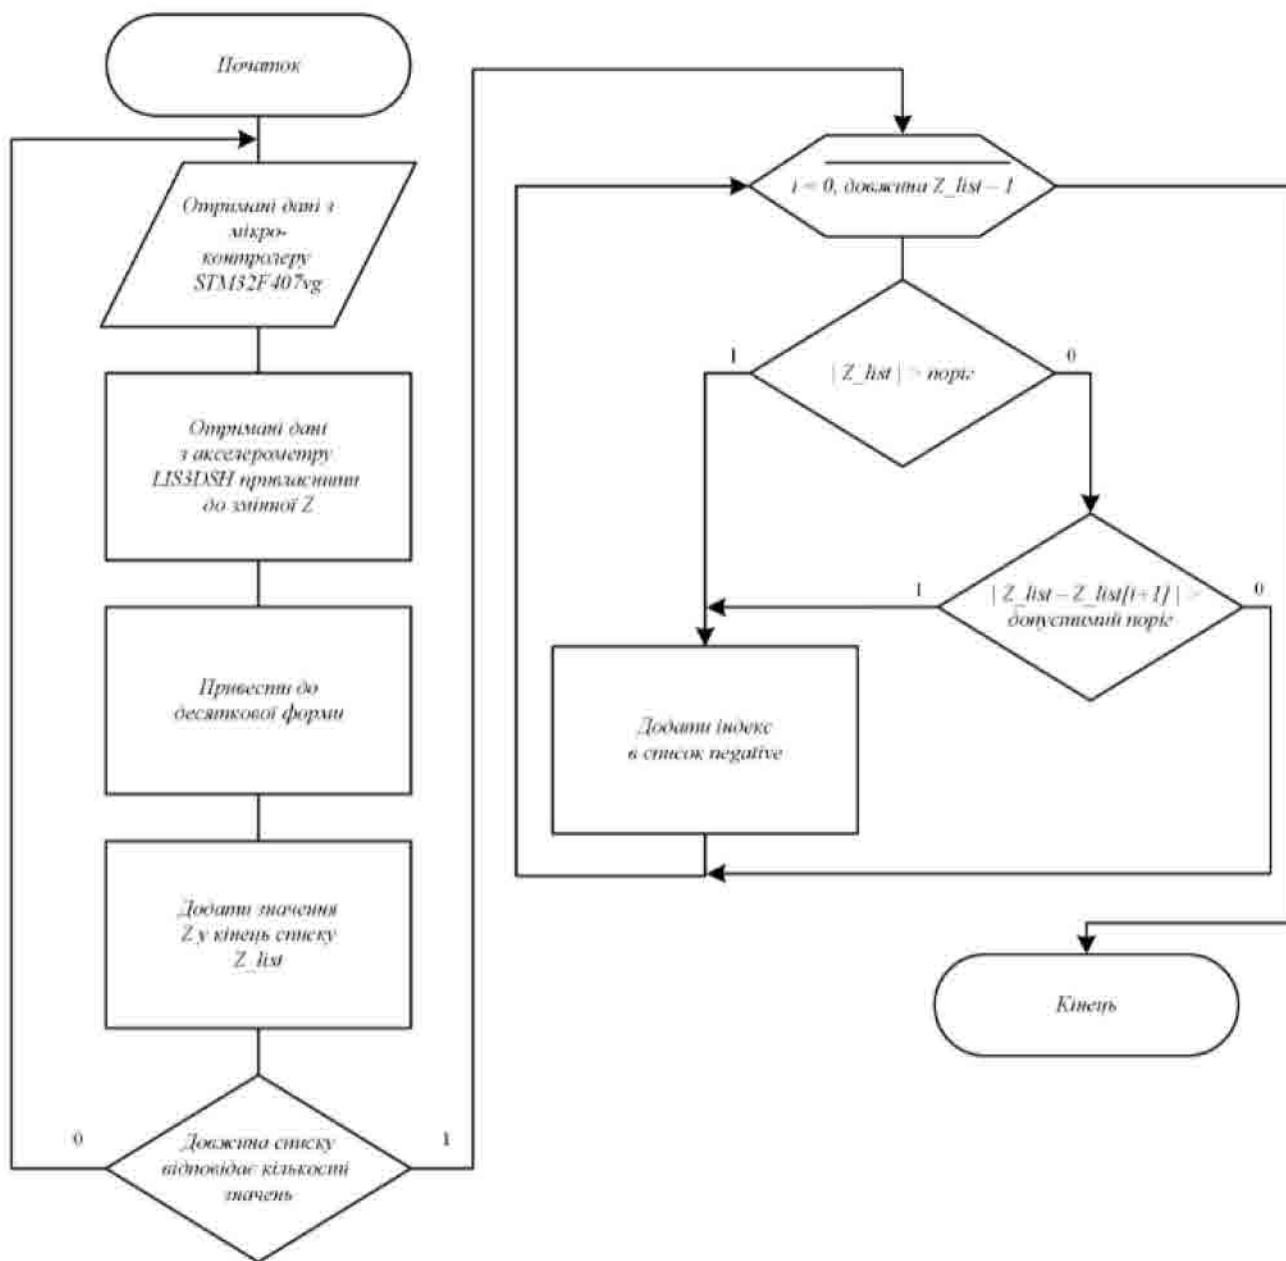 Початок
Отримані дані з
мікро-
контролеру
STM32F407vg
Отримані дані
з акселерометру
LIS3DSH привласнити
до змінної Z
Привести до
десяткової форми
Додати значення
Z у кінець списку
Z_list
0
1
Довжина списку
відповідає кількості
значень
i = 0, довжина Z_list – 1
1
0
| Z_list | > поріг
1
0
| Z_list – Z_list[i+1] | >
допустимий поріг
Додати індекс
в список negative
Кінець